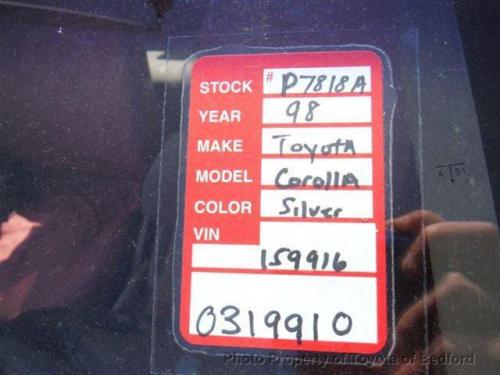 STOCK # P7818A
YEAR 98
MAKE Toyota
MODEL Corolla
COLOR Silver
VIN
159916
0319910
Photo Property of Toyota of Bedford